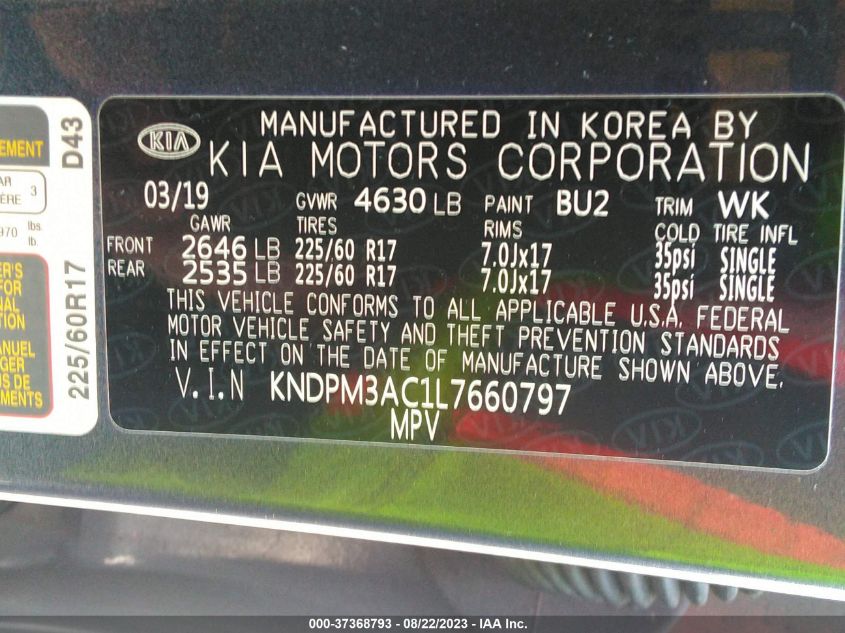 MANUFACTURED IN KOREA BY
KIA KIA MOTORS CORPORATION
03/19 GVWR 4630 LB PAINT BU2 TRIM WK
GAWR TIRES RIMS COLD TIRE INFL
FRONT 2646 LB 225/60 R17 7.0Jx17 35psi SINGLE
REAR 2535 LB 225/60 R17 7.0Jx17 35psi SINGLE
THIS VEHICLE CONFORMS TO ALL APPLICABLE U.S.A. FEDERAL
MOTOR VEHICLE SAFETY AND THEFT PREVENTION STANDARDS
IN EFFECT ON THE DATE OF MANUFACTURE SHOWN ABOVE.
V.I.N KNDPM3AC1L7660797
MPV
225/60R17 D43
3
970 lbs.
lb.
000-37368793 - 08/22/2023 - IAA Inc.